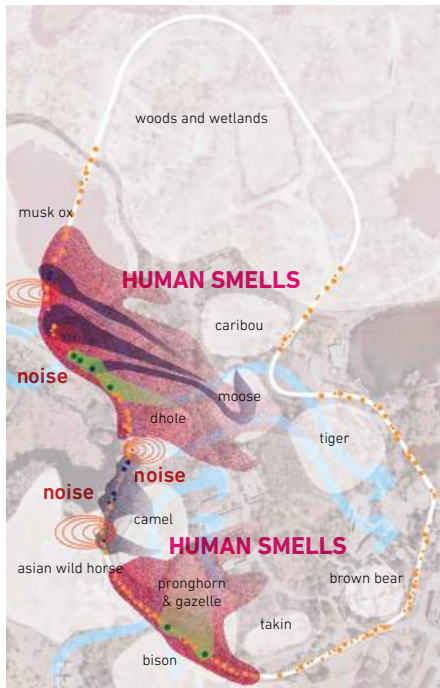 woods and wetlands
musk ox
HUMAN SMELLS
caribou
noise
moose
dhole
tiger
noise
noise
camel
HUMAN SMELLS
asian wild horse
pronghorn
& gazelle
brown bear
takin
bison